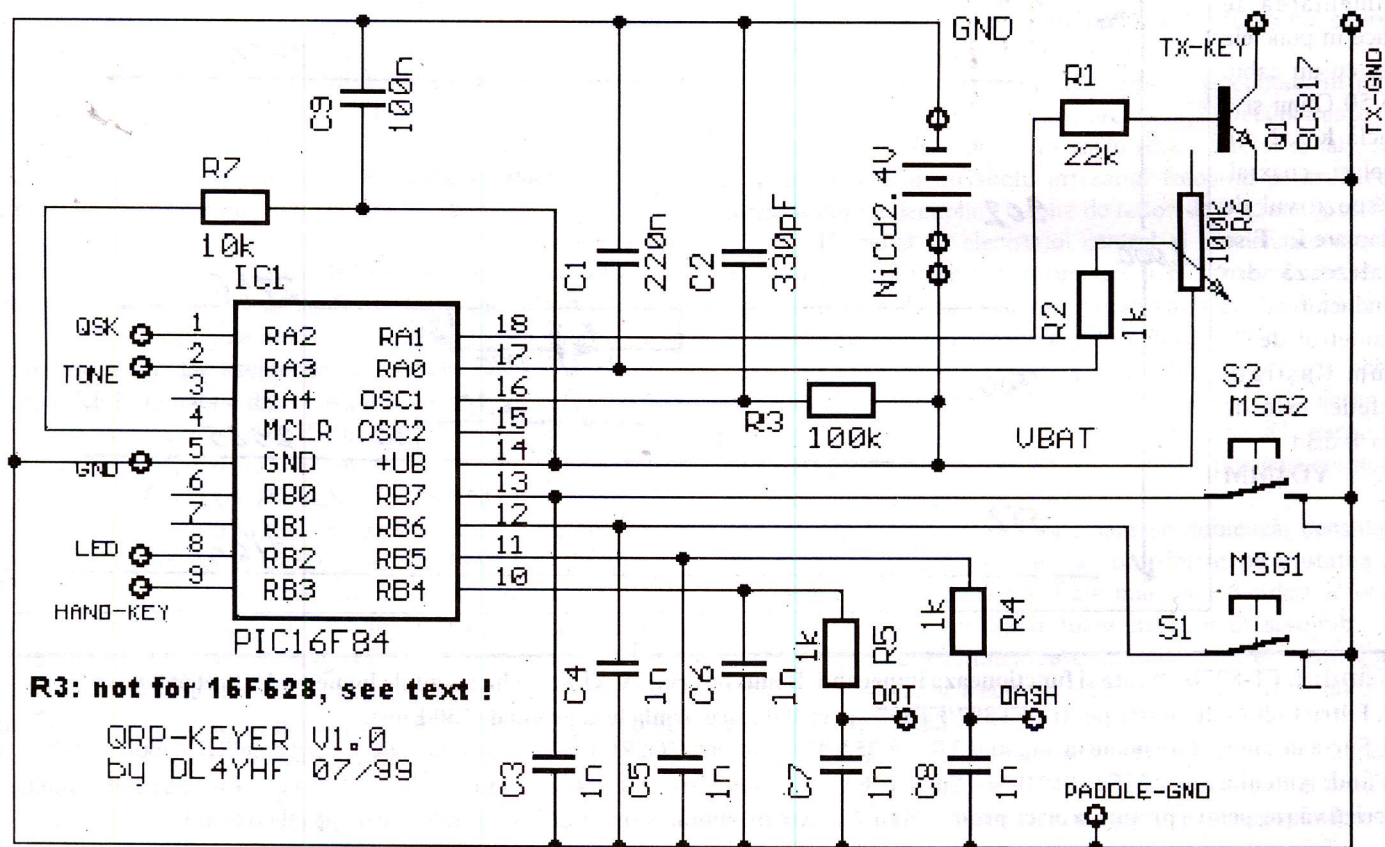 GND
TX-KEY
TX-GND
C9
100n
R1
22k
Q1
BC817
R7
10k
C1
220n
C2
330pF
NiCd2.4V
100k
R6
R2
1k
IC1
QSK
TONE
GND
LED
HAND-KEY
1 RA2 RA1 18
2 RA3 RA0 17
3 RA4 OSC1 16
4 MCLR OSC2 15
5 GND +UB 14
6 RB0 RB7 13
7 RB1 RB6 12
8 RB2 RB5 11
9 RB3 RB4 10
PIC16F84
R3
100k
VBAT
S2
MSG2
MSG1
S1
1k
R5
1k
R4
DOT
DASH
R3: not for 16F628, see text !
QRP-KEYER V1.0
by DL4YHF 07/99
C3
1n
C4
1n
C5
1n
C6
1n
C7
1n
C8
1n
PADDLE-GND